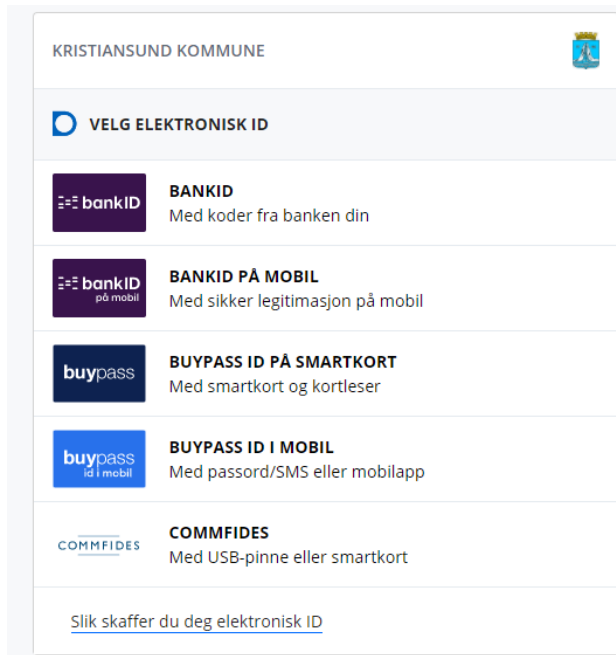 KRISTIANSUND KOMMUNE
VELG ELEKTRONISK ID
bankID
BANKID
Med koder fra banken din
bankID
på mobil
BANKID PÅ MOBIL
Med sikker legitimasjon på mobil
buypass
BUYPASS ID PÅ SMARTKORT
Med smartkort og kortleser
buypass
id i mobil
BUYPASS ID I MOBIL
Med passord/SMS eller mobilapp
COMMFIDES
COMMFIDES
Med USB-pinne eller smartkort
Slik skaffer du deg elektronisk ID